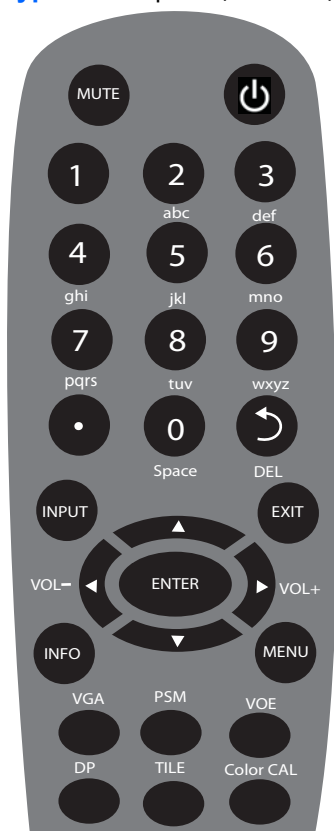 MUTE
1 2 3
abc def
4 5 6
ghi jkl mno
7 8 9
pqrs tuv wxyz
0
Space DEL
INPUT EXIT
VOL- ENTER VOL+
INFO MENU
VGA PSM VOE
DP TILE Color CAL